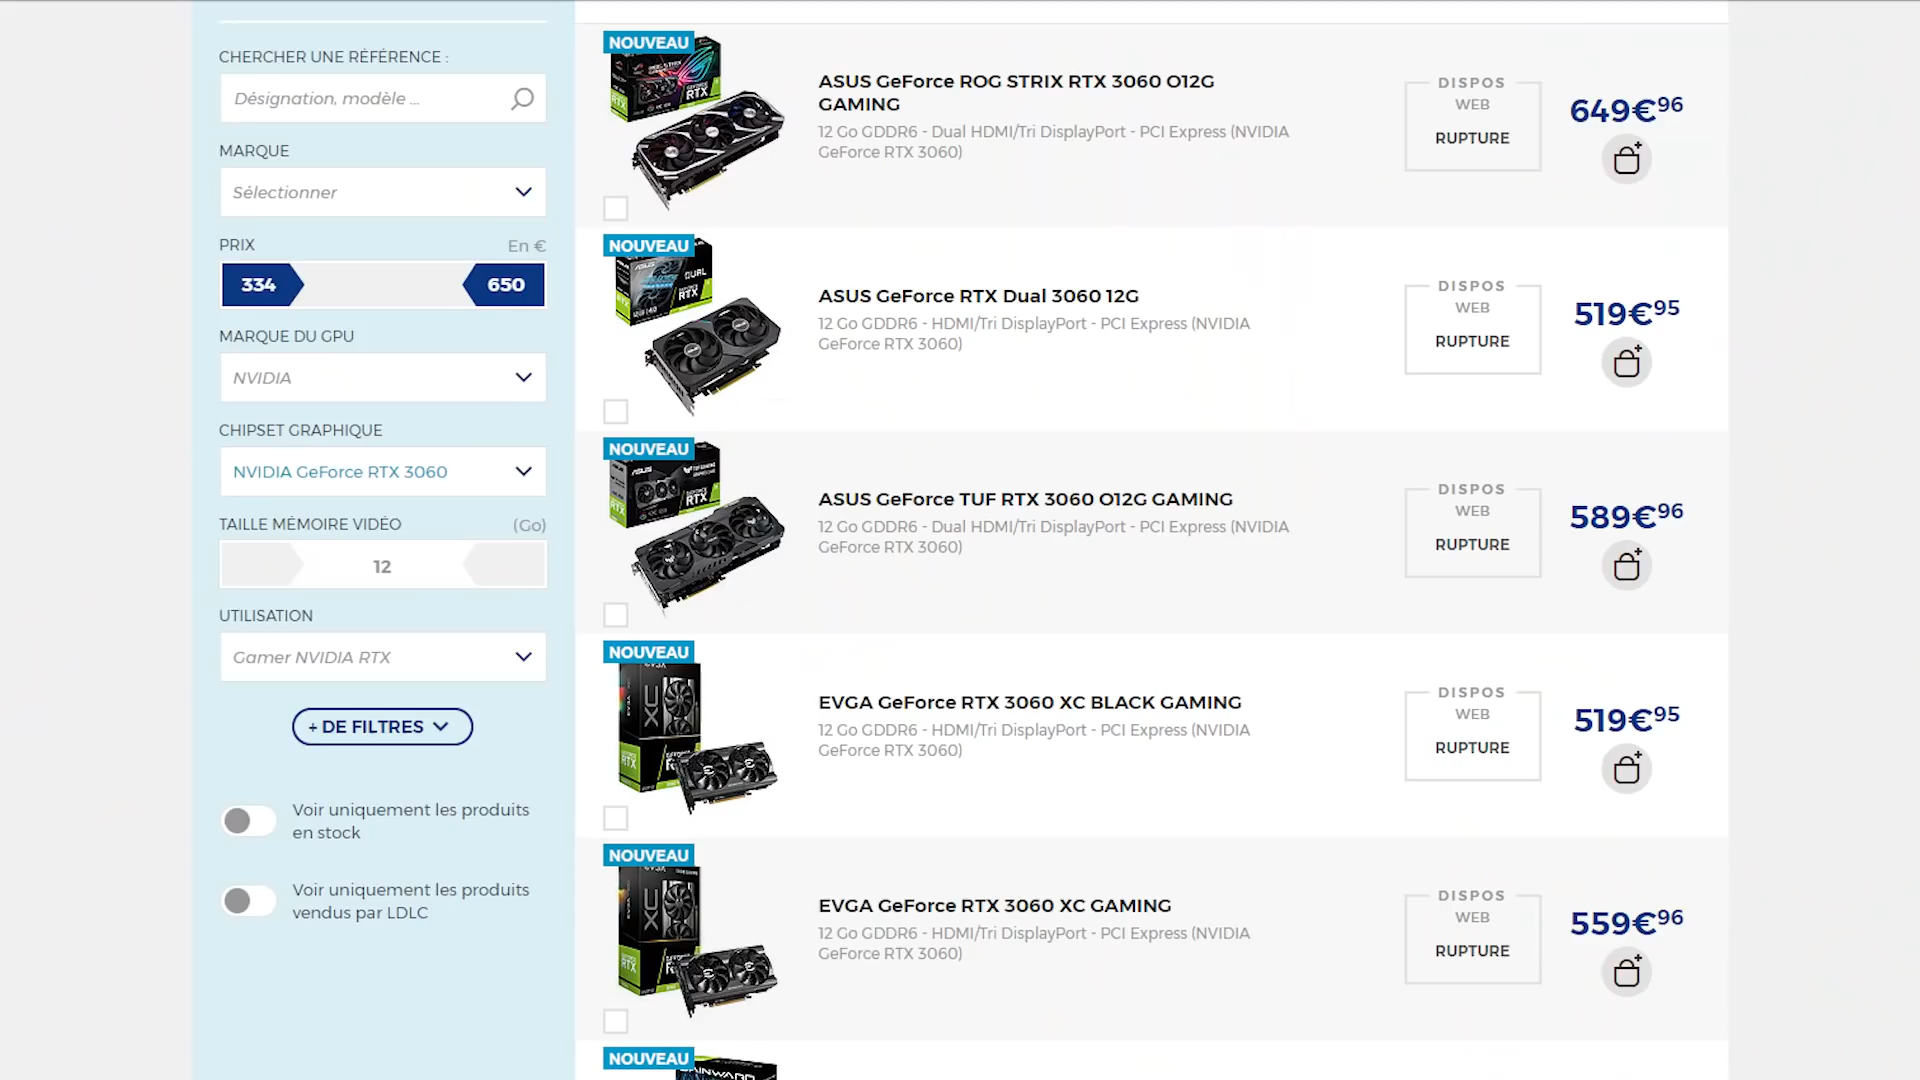 CHERCHER UNE RÉFÉRENCE :
Désignation, modèle ...
MARQUE
Sélectionner
PRIX En €
334 650
MARQUE DU GPU
NVIDIA
CHIPSET GRAPHIQUE
NVIDIA GeForce RTX 3060
TAILLE MÉMOIRE VIDÉO (Go)
12
UTILISATION
Gamer NVIDIA RTX
+ DE FILTRES
Voir uniquement les produits
en stock
Voir uniquement les produits
vendus par LDLC
NOUVEAU
RTX
ASUS GeForce ROG STRIX RTX 3060 O12G
GAMING
12 Go GDDR6 - Dual HDMI/Tri DisplayPort - PCI Express (NVIDIA
GeForce RTX 3060)
DISPOS
WEB
RUPTURE
649€96
NOUVEAU
DUAL
RTX
ASUS GeForce RTX Dual 3060 12G
12 Go GDDR6 - HDMI/Tri DisplayPort - PCI Express (NVIDIA
GeForce RTX 3060)
DISPOS
WEB
RUPTURE
519€95
NOUVEAU
RTX
ASUS GeForce TUF RTX 3060 O12G GAMING
12 Go GDDR6 - Dual HDMI/Tri DisplayPort - PCI Express (NVIDIA
GeForce RTX 3060)
DISPOS
WEB
RUPTURE
589€96
NOUVEAU
XC
RTX
EVGA GeForce RTX 3060 XC BLACK GAMING
12 Go GDDR6 - HDMI/Tri DisplayPort - PCI Express (NVIDIA
GeForce RTX 3060)
DISPOS
WEB
RUPTURE
519€95
NOUVEAU
XC
RTX
EVGA GeForce RTX 3060 XC GAMING
12 Go GDDR6 - HDMI/Tri DisplayPort - PCI Express (NVIDIA
GeForce RTX 3060)
DISPOS
WEB
RUPTURE
559€96
NOUVEAU